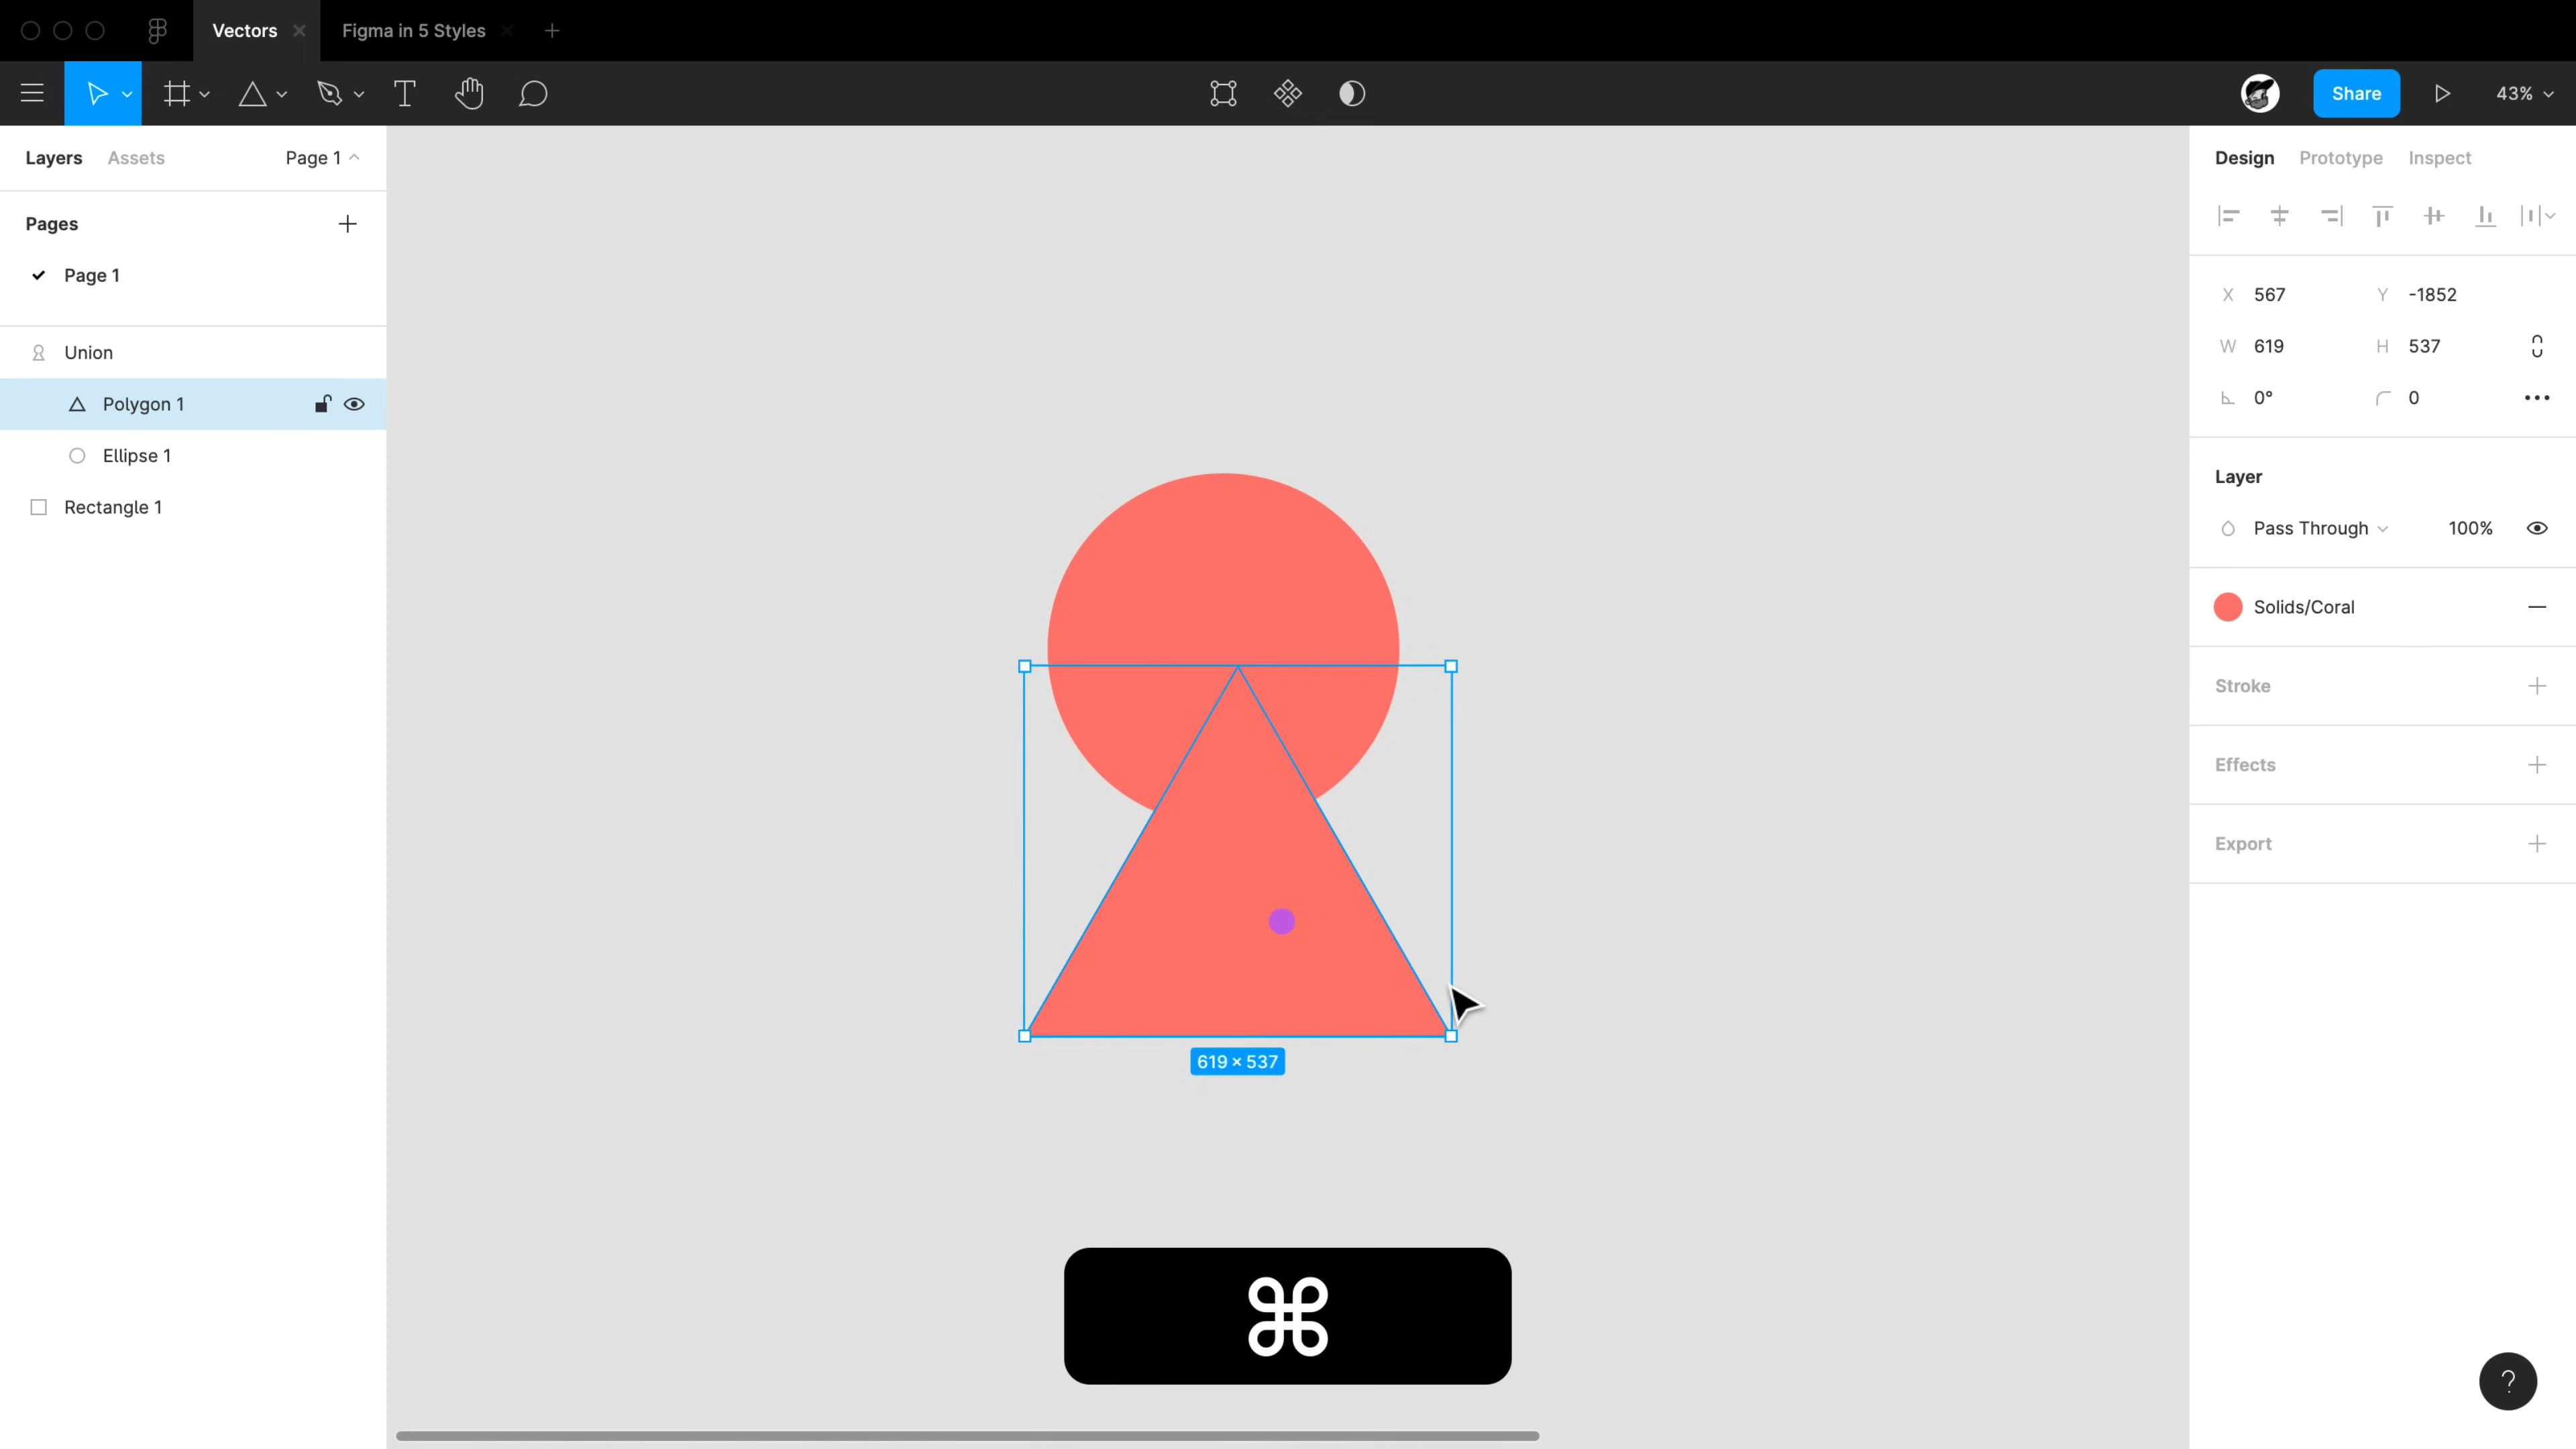 Vectors
Figma in 5 Styles
Share
43%
Layers Assets Page 1
Pages
Page 1
Union
Polygon 1
Ellipse 1
Rectangle 1
619 × 537
⌘
Design Prototype Inspect
X 567 Y -1852
W 619 H 537
0° 0
Layer
Pass Through 100%
Solids/Coral
Stroke
Effects
Export
?